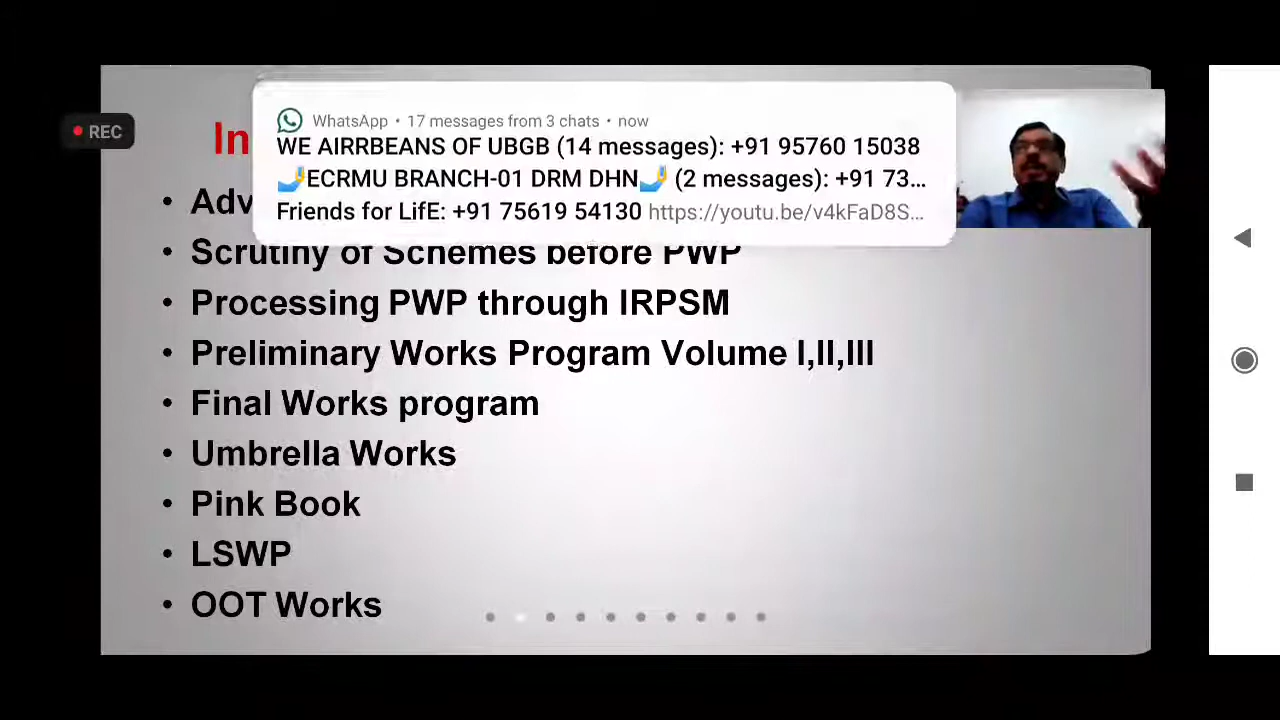 REC
WhatsApp • 17 messages from 3 chats • now
WE AIRRBEANS OF UBGB (14 messages): +91 95760 15038
🤳ECRMU BRANCH-01 DRM DHN🤳 (2 messages): +91 73...
Friends for LifE: +91 75619 54130 https://youtu.be/v4kFaD8S...
• Scrutiny of Schemes before PWP
• Processing PWP through IRPSM
• Preliminary Works Program Volume I,II,III
• Final Works program
• Umbrella Works
• Pink Book
• LSWP
• OOT Works